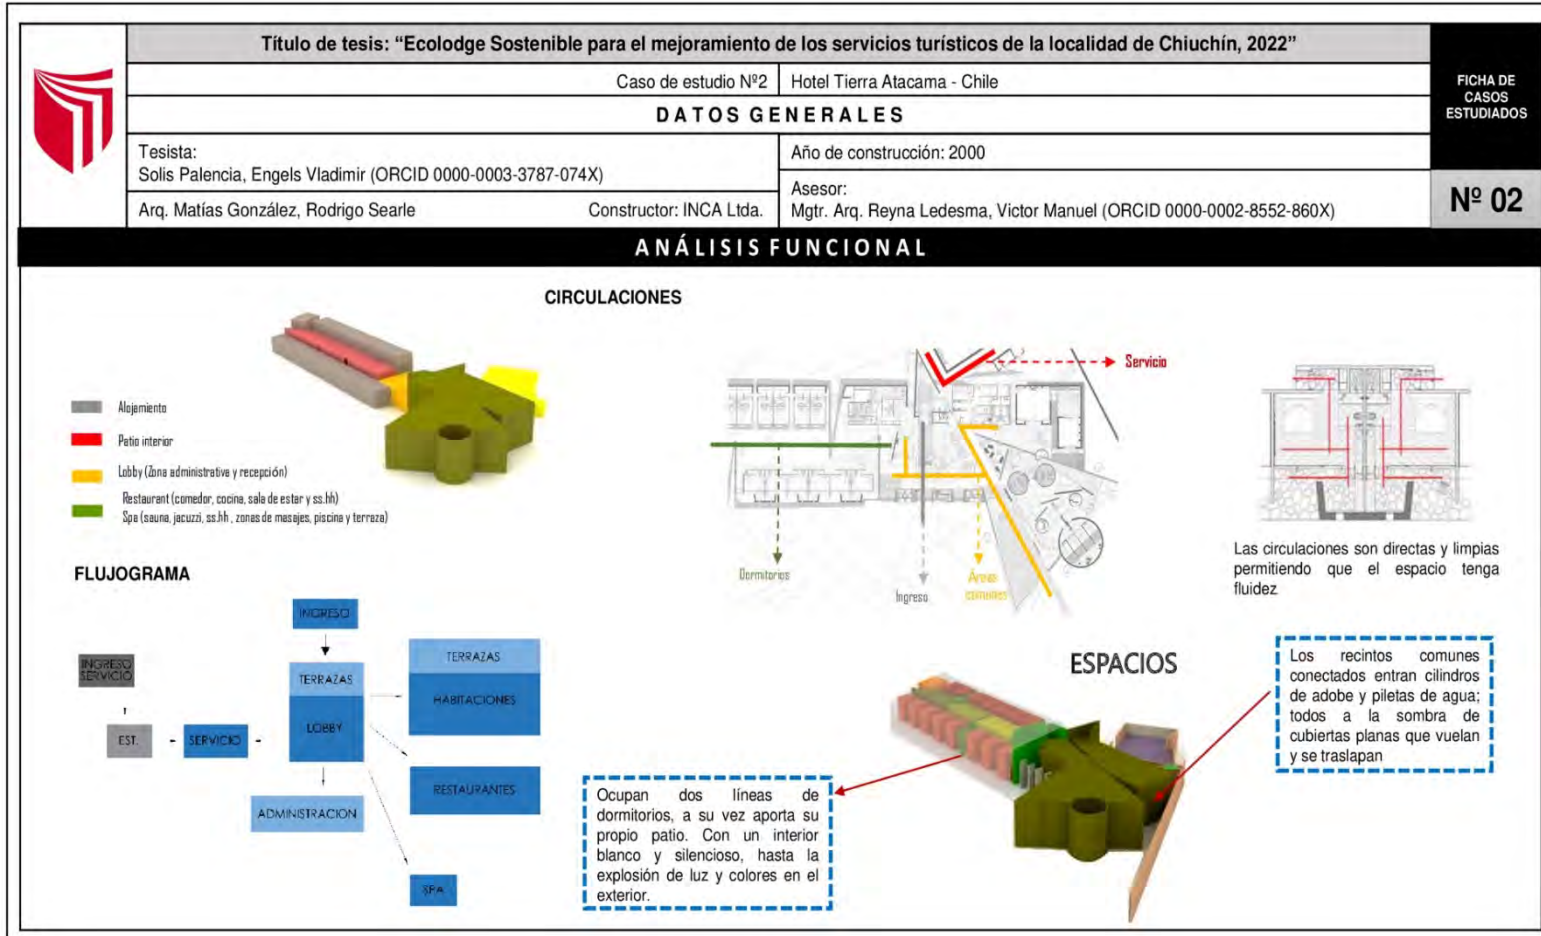 Título de tesis: “Ecolodge Sostenible para el mejoramiento de los servicios turísticos de la localidad de Chiuchín, 2022”
Caso de estudio Nº2
Hotel Tierra Atacama - Chile
FICHA DE
CASOS
ESTUDIADOS
DATOS GENERALES
Tesista:
Solis Palencia, Engels Vladimir (ORCID 0000-0003-3787-074X)
Año de construcción: 2000
Arq. Matías González, Rodrigo Searle
Constructor: INCA Ltda.
Asesor:
Mgtr. Arq. Reyna Ledesma, Victor Manuel (ORCID 0000-0002-8552-860X)
Nº 02
ANÁLISIS FUNCIONAL
CIRCULACIONES
Alojamiento
Patio interior
Lobby (Zona administrativa y recepción)
Restaurant (comedor, cocina, sala de estar y ss.hh)
Spa (sauna, jacuzzi, ss.hh , zonas de masajes, piscina y terraza)
Servicio
Dormitorios
Ingreso
Áreas
comunes
Las circulaciones son directas y limpias
permitiendo que el espacio tenga
fluidez
FLUJOGRAMA
INGRESO
INGRESO
SERVICIO
EST.
SERVICIO
TERRAZAS
LOBBY
ADMINISTRACION
TERRAZAS
HABITACIONES
RESTAURANTES
SPA
ESPACIOS
Ocupan dos líneas de
dormitorios, a su vez aporta su
propio patio. Con un interior
blanco y silencioso, hasta la
explosión de luz y colores en el
exterior.
Los recintos comunes
conectados entran cilindros
de adobe y piletas de agua;
todos a la sombra de
cubiertas planas que vuelan
y se traslapan